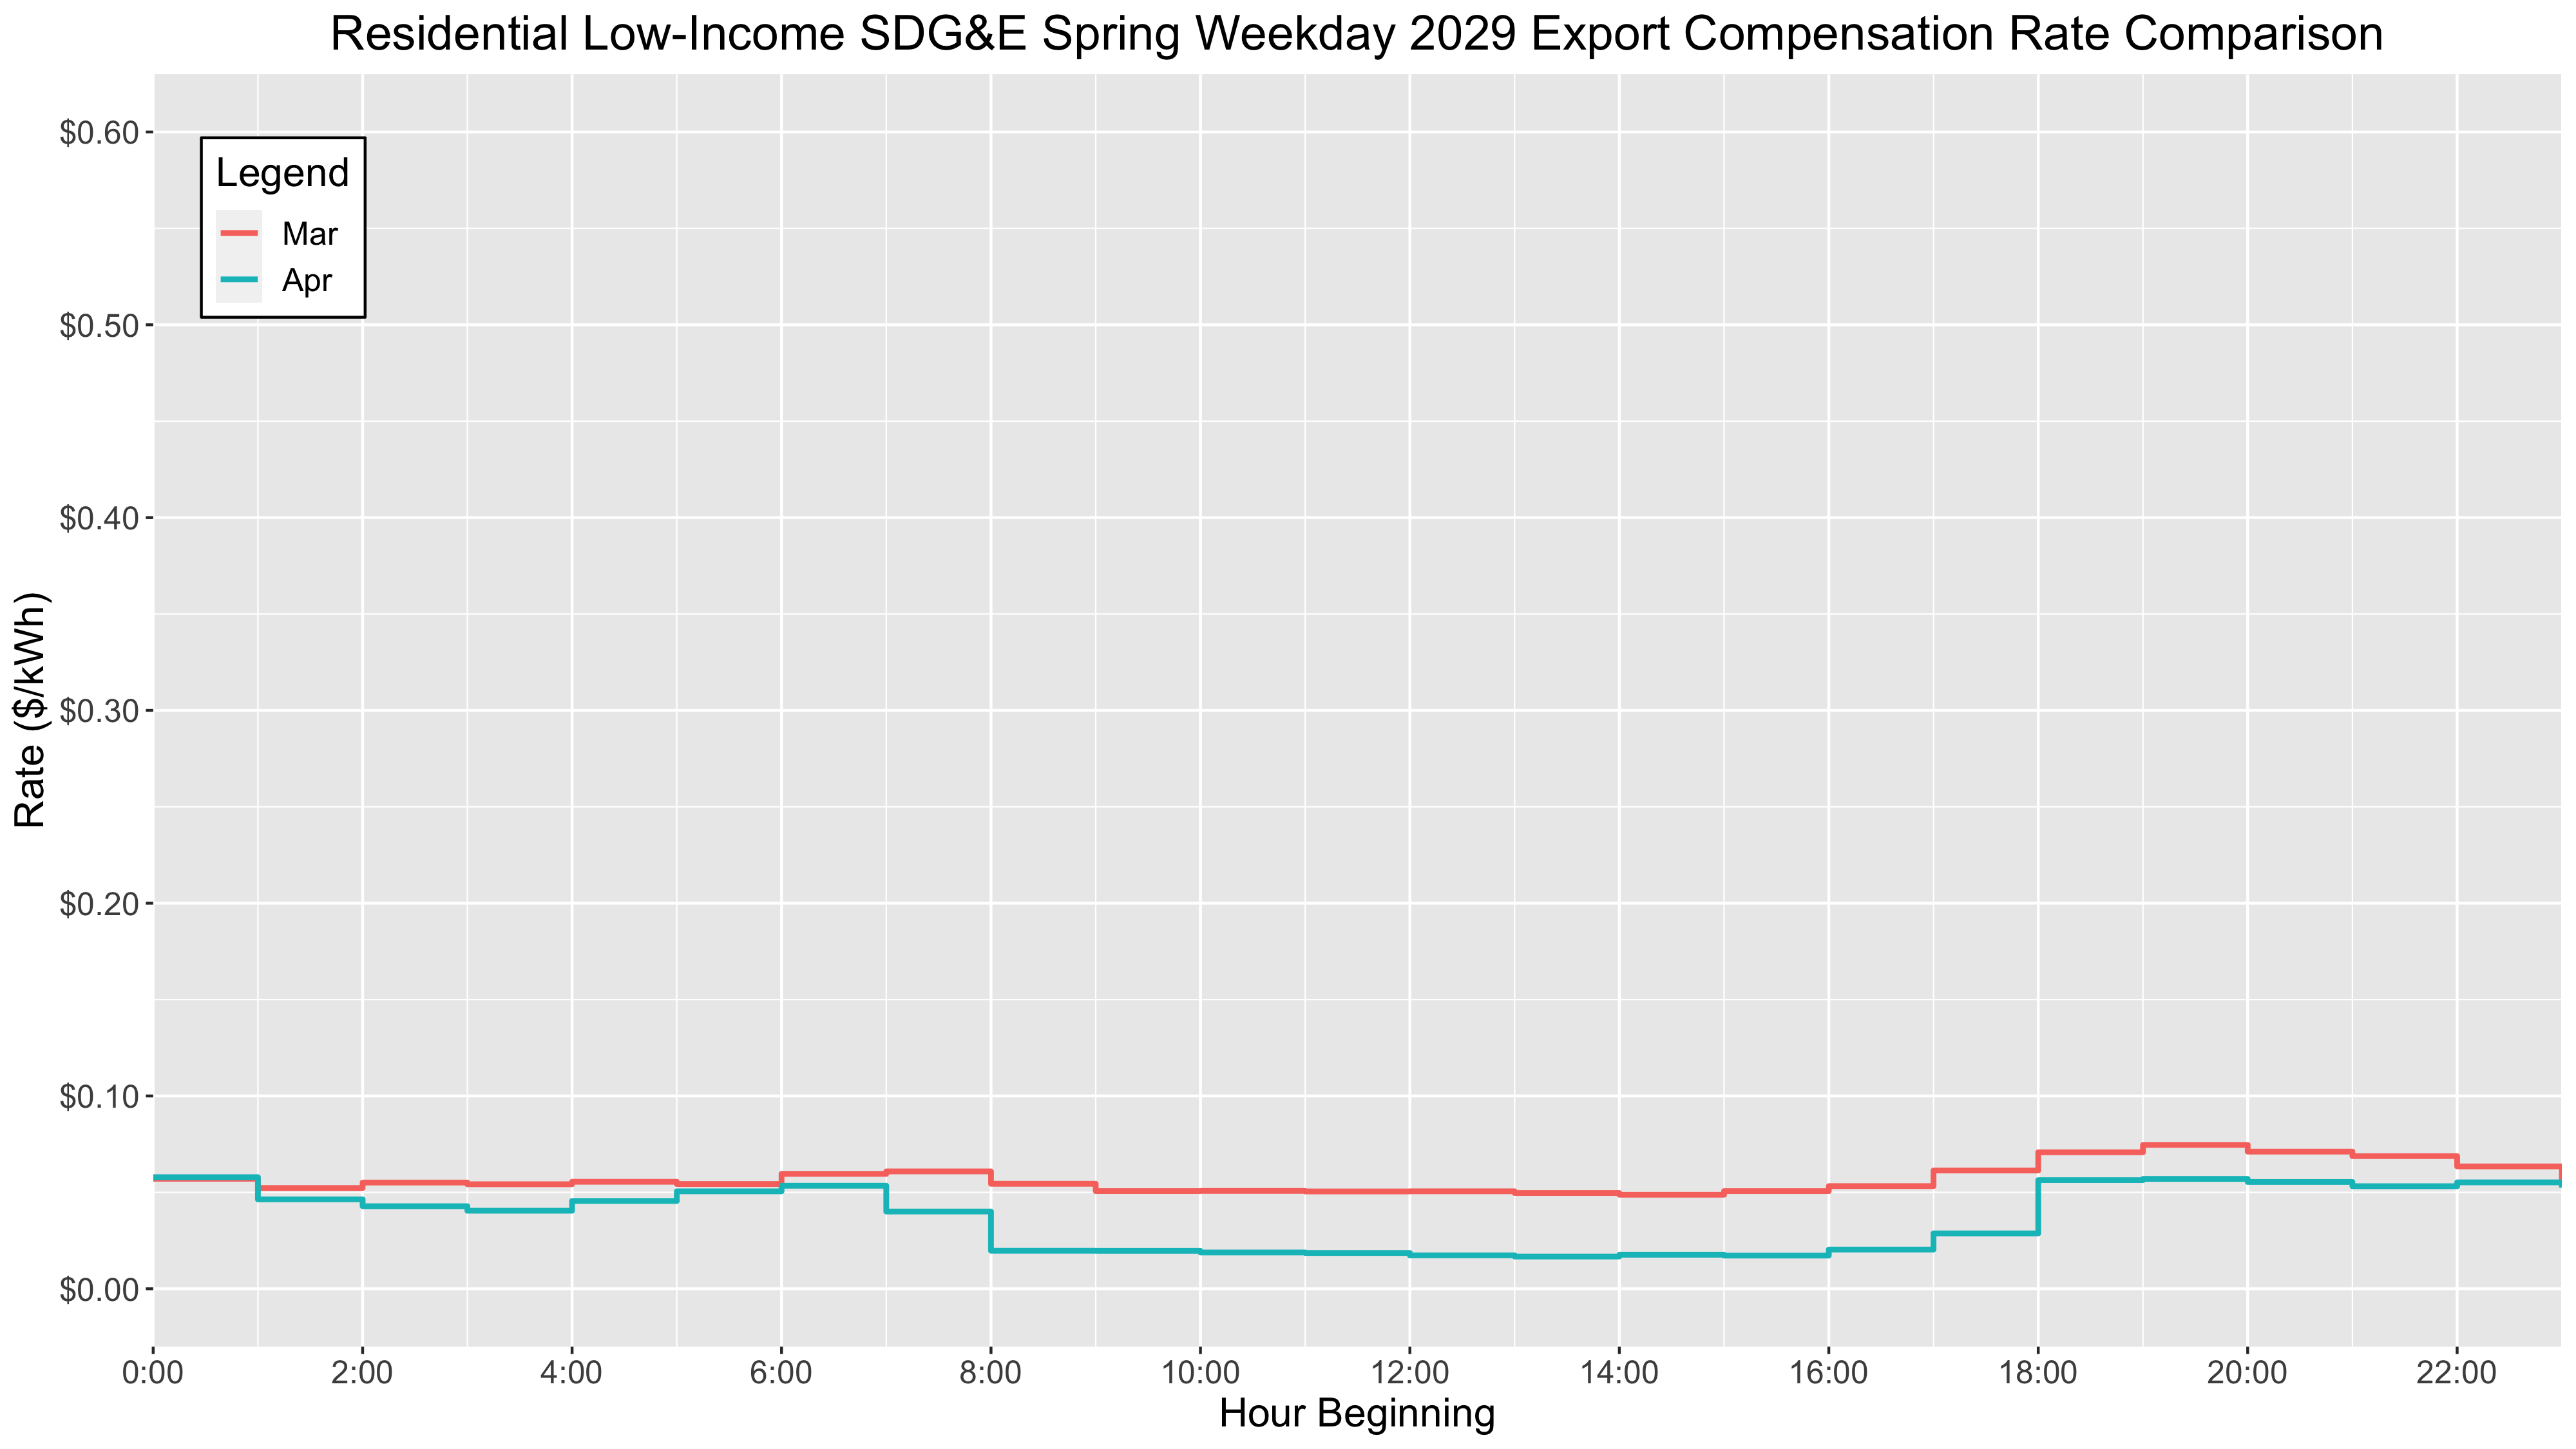 Residential Low-Income SDG&E Spring Weekday 2029 Export Compensation Rate Comparison
$0.60
Legend
Mar
Apr
$0.50
$0.40
Rate ($/kWh)
$0.30
$0.20
$0.10
$0.00
0:00 2:00 4:00 6:00 8:00 10:00 12:00 14:00 16:00 18:00 20:00 22:00
Hour Beginning